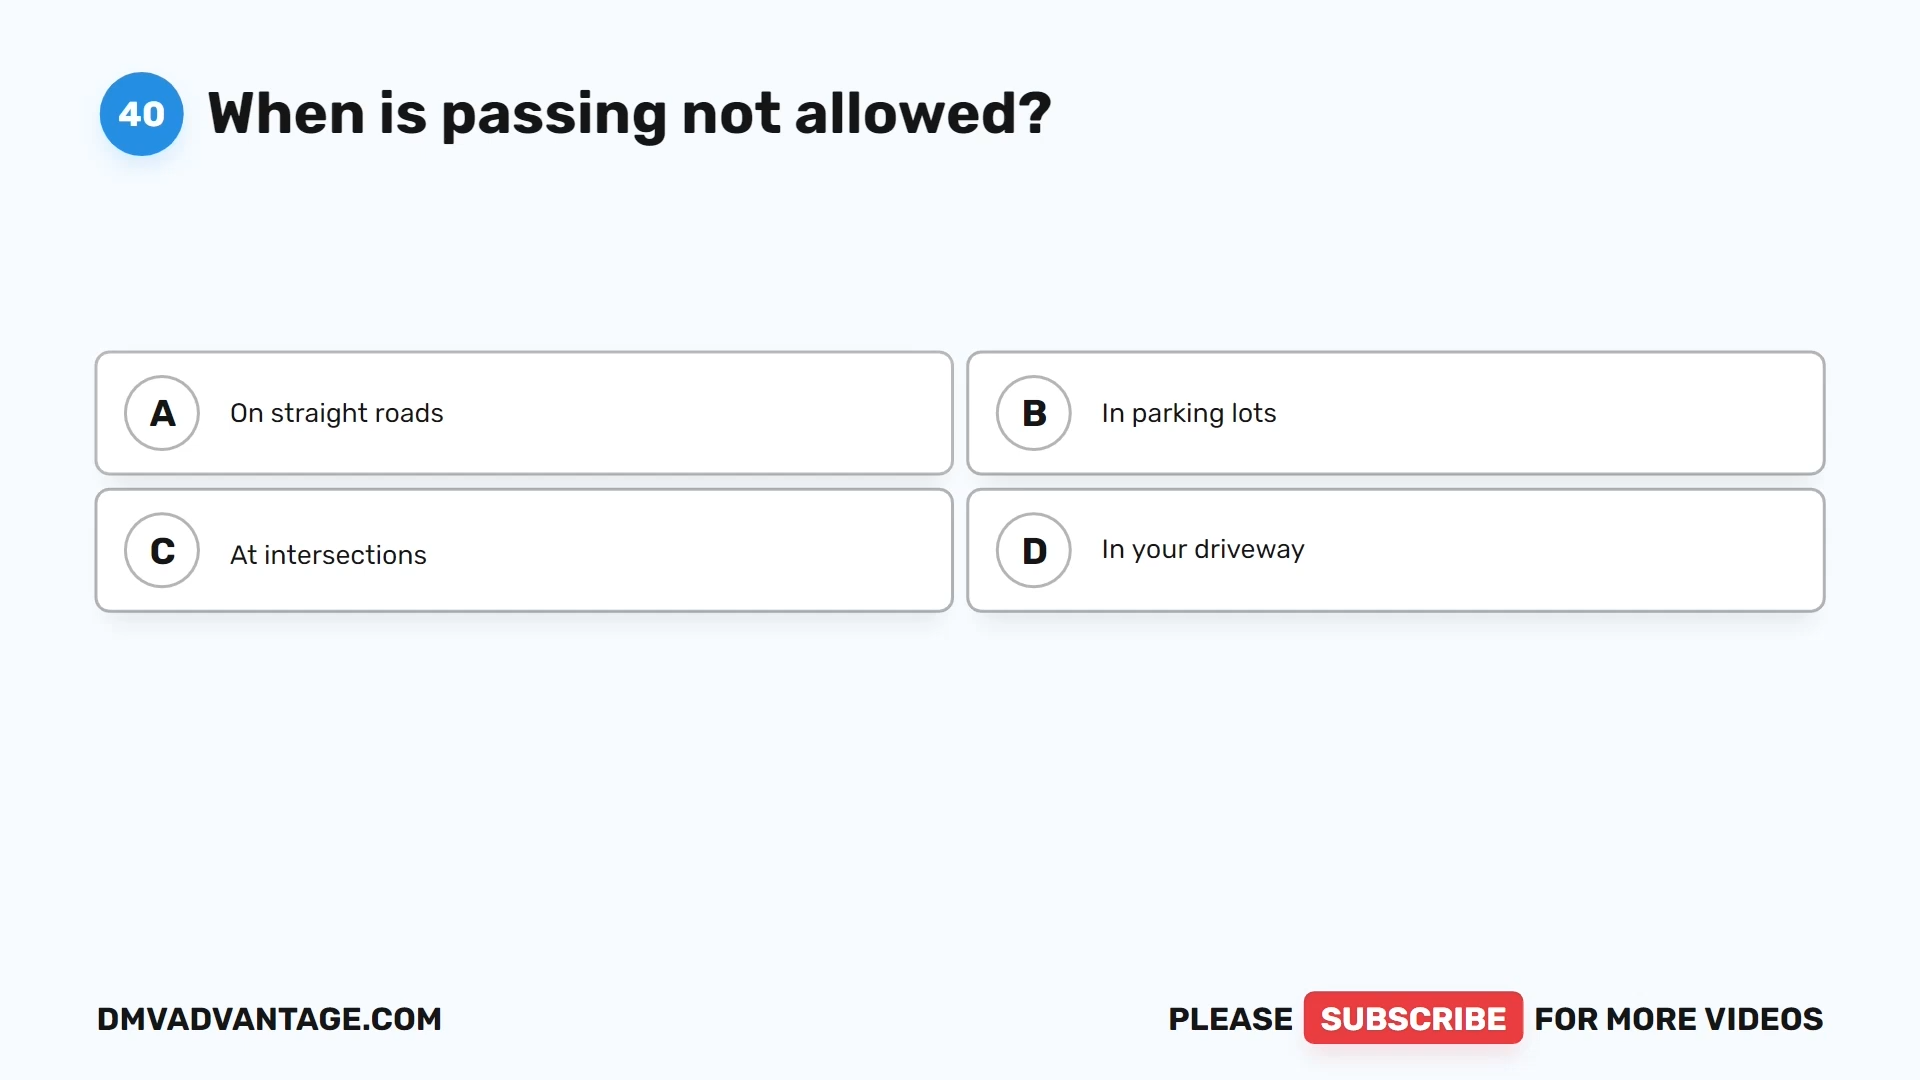 40 When is passing not allowed?
A On straight roads
B In parking lots
C At intersections
D In your driveway
DMVADVANTAGE.COM
PLEASE SUBSCRIBE FOR MORE VIDEOS